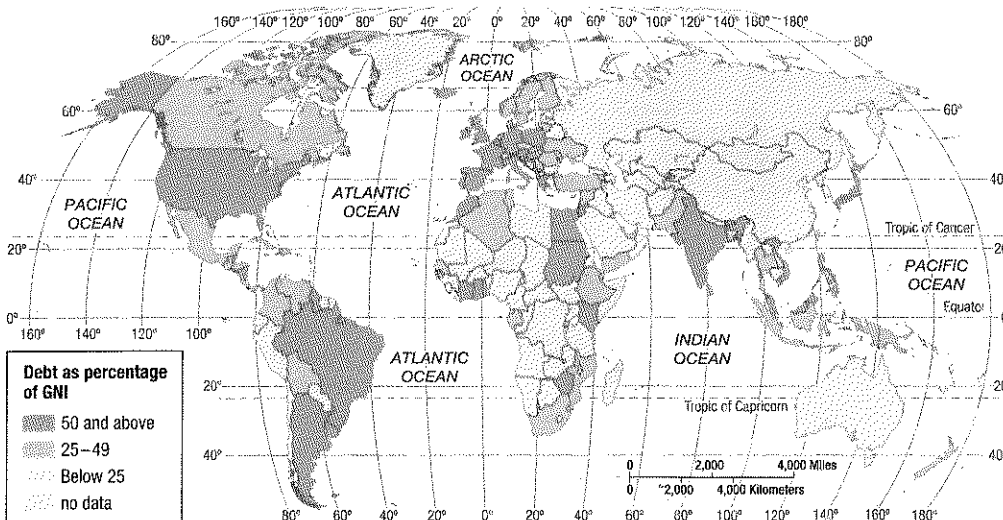 160° 140° 120° 100° 80° 60° 40° 20° 0° 20° 40° 60° 80° 100° 120° 140° 160° 180°
80°
80°
ARCTIC
OCEAN
60°
60°
40°
PACIFIC
OCEAN
ATLANTIC
OCEAN
Tropic of Cancer
20°
20°
PACIFIC
OCEAN
Equator
0°
0°
160° 140° 120° 100°
INDIAN
OCEAN
ATLANTIC
OCEAN
20°
20°
Tropic of Capricorn
40°
40°
0 2,000 4,000 Miles
0 2,000 4,000 Kilometers
80° 60° 40° 20° 0° 20° 40° 60° 80° 100° 120° 140° 160° 180°
Debt as percentage
of GNI
50 and above
25–49
Below 25
no data